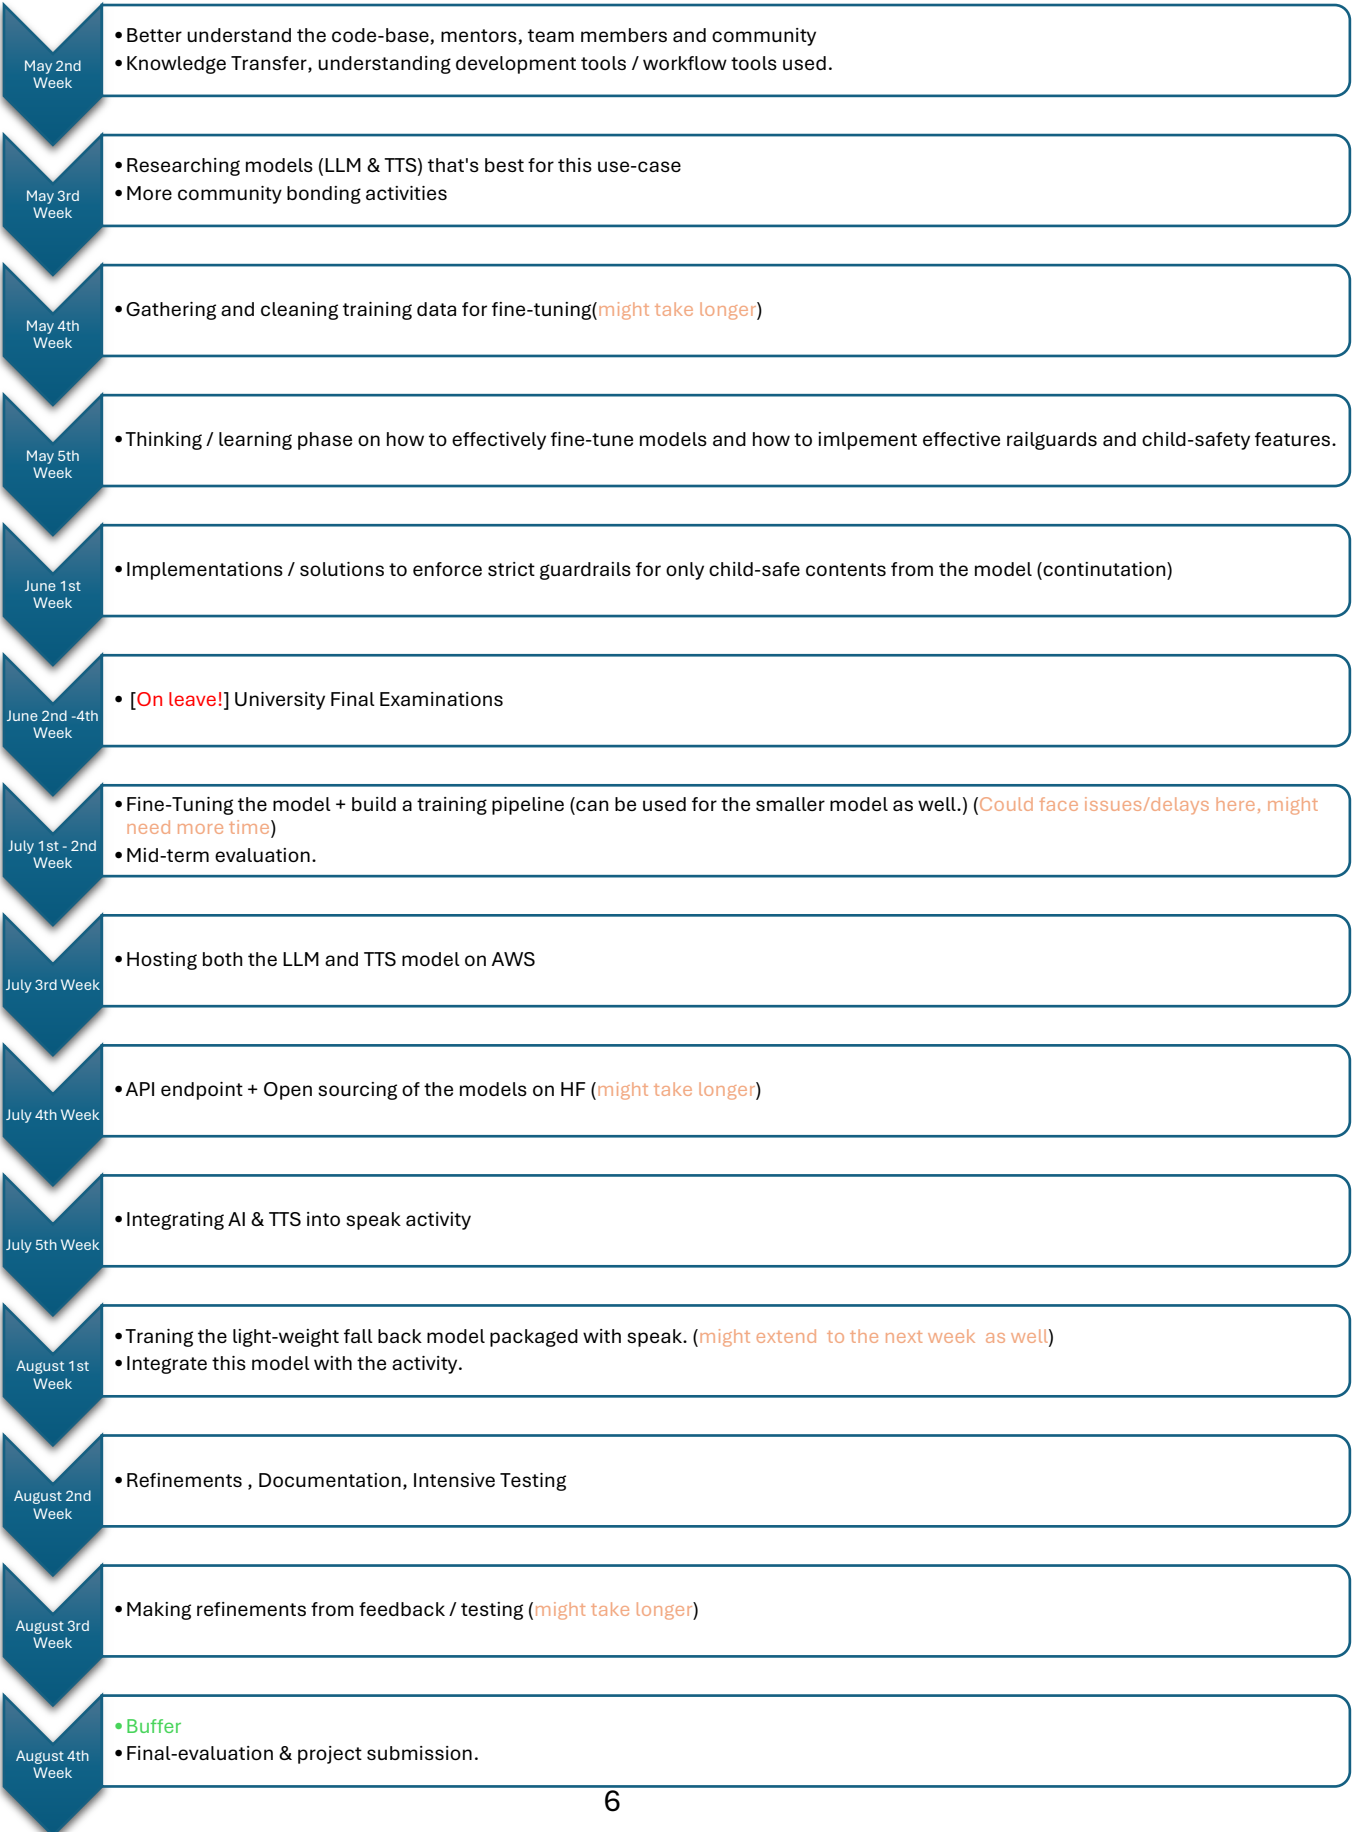 May 2nd
Week
• Better understand the code-base, mentors, team members and community
• Knowledge Transfer, understanding development tools / workflow tools used.
May 3rd
Week
• Researching models (LLM & TTS) that's best for this use-case
• More community bonding activities
May 4th
Week
• Gathering and cleaning training data for fine-tuning(might take longer)
May 5th
Week
• Thinking / learning phase on how to effectively fine-tune models and how to imlpement effective railguards and child-safety features.
June 1st
Week
• Implementations / solutions to enforce strict guardrails for only child-safe contents from the model (continutation)
June 2nd -4th
Week
• [On leave!] University Final Examinations
July 1st - 2nd
Week
• Fine-Tuning the model + build a training pipeline (can be used for the smaller model as well.) (Could face issues/delays here, might
need more time)
• Mid-term evaluation.
July 3rd Week
• Hosting both the LLM and TTS model on AWS
July 4th Week
• API endpoint + Open sourcing of the models on HF (might take longer)
July 5th Week
• Integrating AI & TTS into speak activity
August 1st
Week
• Traning the light-weight fall back model packaged with speak. (might extend to the next week as well)
• Integrate this model with the activity.
August 2nd
Week
• Refinements , Documentation, Intensive Testing
August 3rd
Week
• Making refinements from feedback / testing (might take longer)
August 4th
Week
• Buffer
• Final-evaluation & project submission.
6